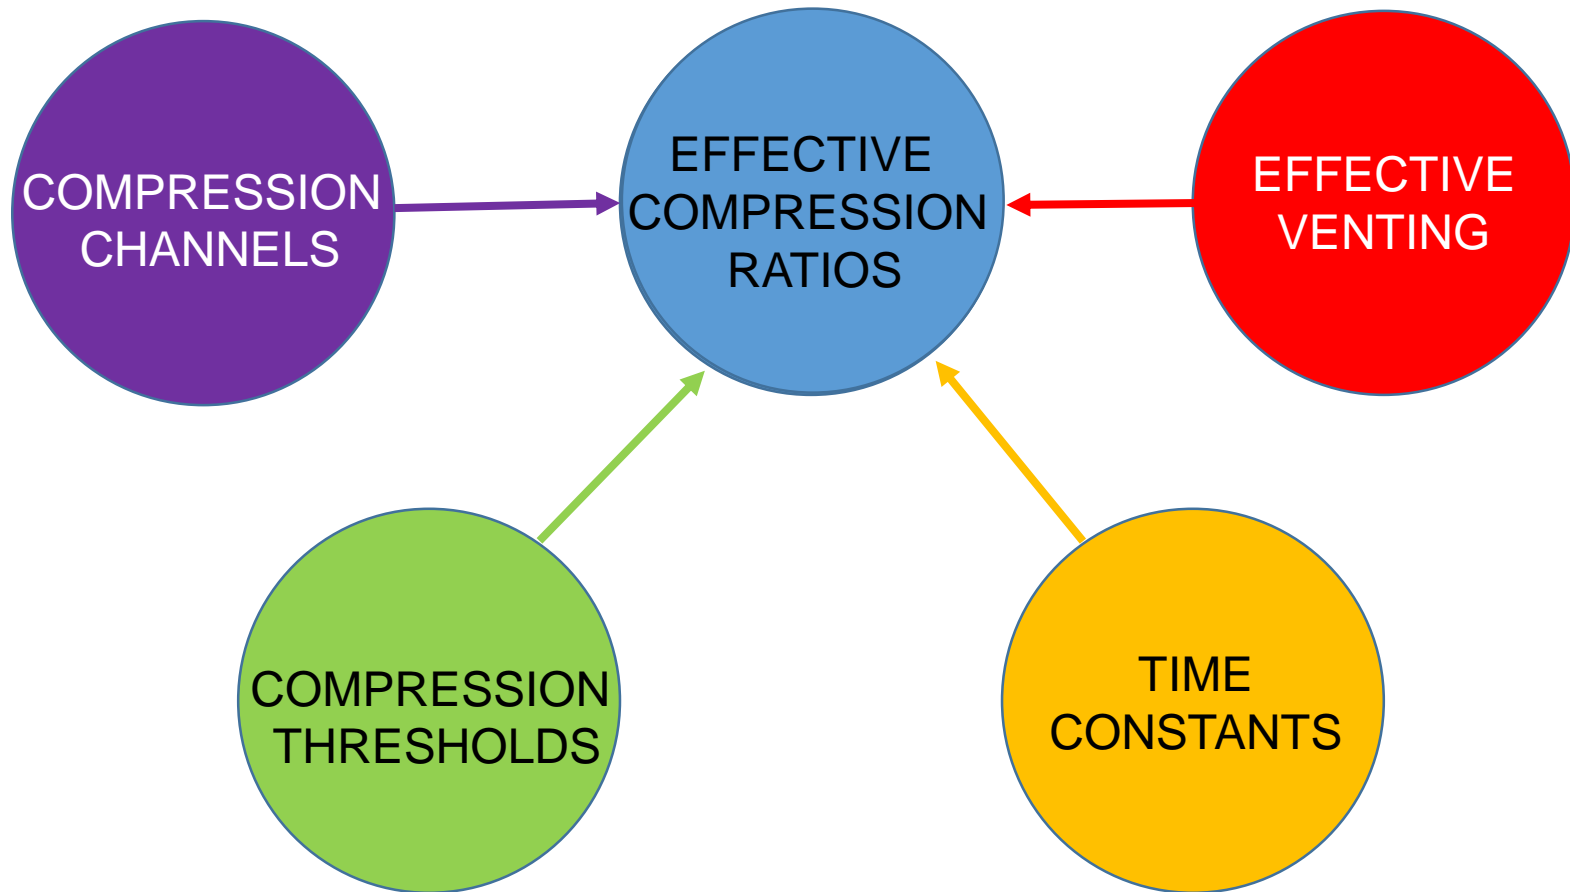 COMPRESSION
CHANNELS
EFFECTIVE
COMPRESSION
RATIOS
EFFECTIVE
VENTING
COMPRESSION
THRESHOLDS
TIME
CONSTANTS